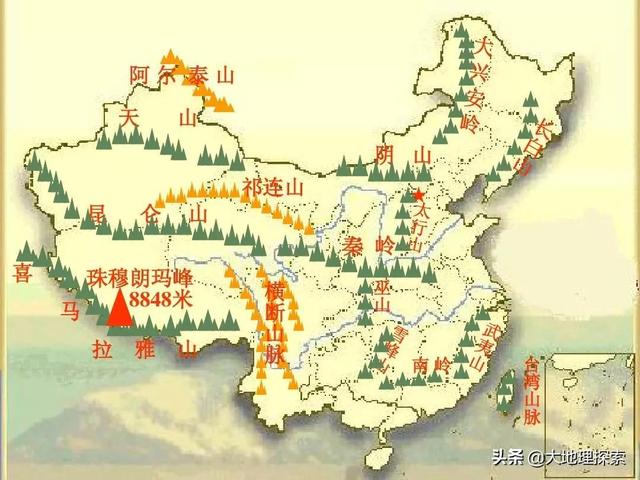 大兴安岭
阿尔泰山
天山
长白山
阴山
祁连山
太行山
昆仑山
秦岭
喜马拉雅山
珠穆朗玛峰
8848米
横断山脉
巫山
雪峰山
武夷山
南岭
台湾山脉
头条 @大地理探索